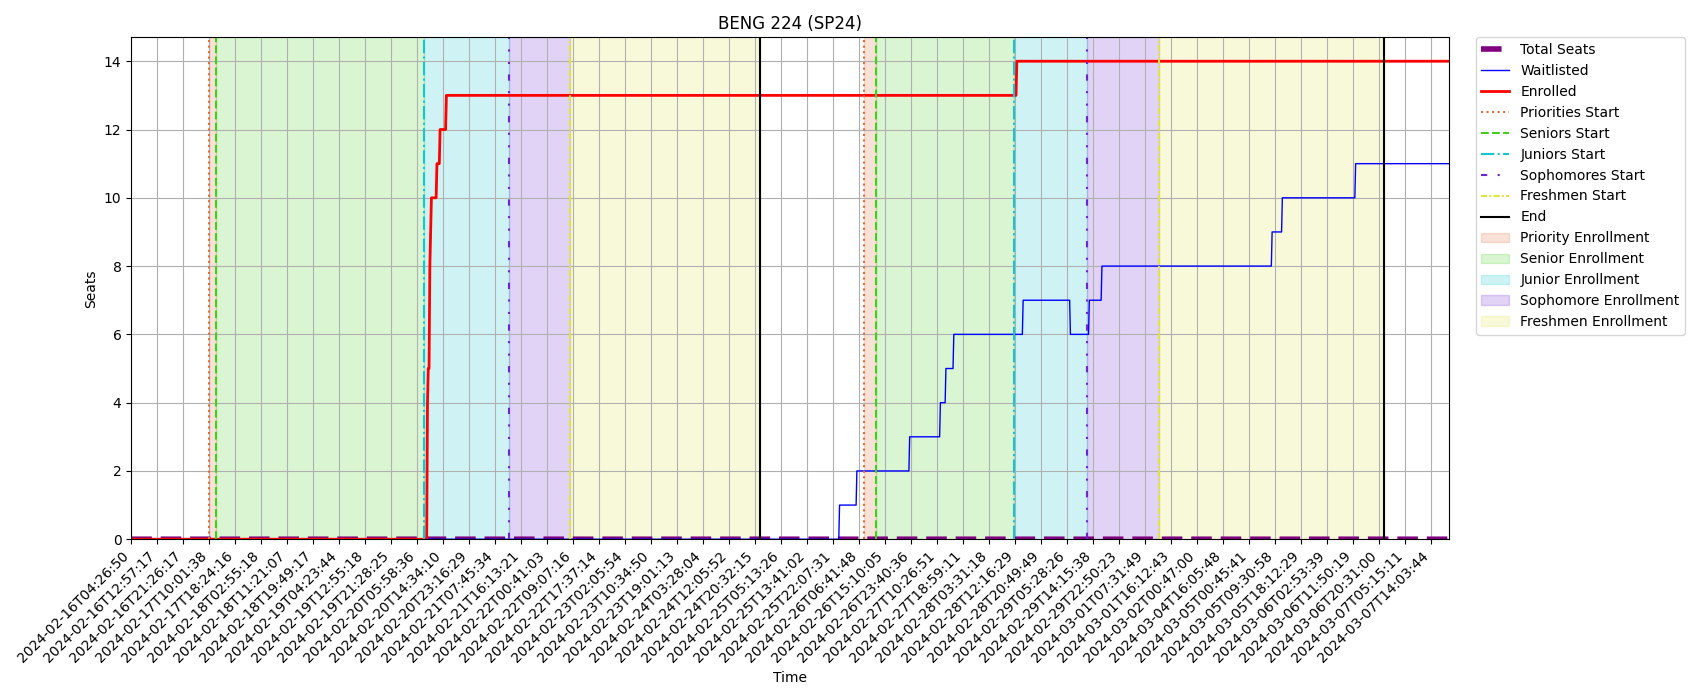 BENG 224 (SP24)
Seats
14
12
10
8
6
4
2
0
2024-02-16T04:26:50
2024-02-16T12:57:17
2024-02-16T21:26:17
2024-02-17T10:01:38
2024-02-17T18:24:16
2024-02-18T02:55:18
2024-02-18T11:21:07
2024-02-18T19:49:17
2024-02-19T04:23:44
2024-02-19T12:55:18
2024-02-19T21:28:25
2024-02-20T05:58:36
2024-02-20T14:34:10
2024-02-20T23:16:29
2024-02-21T07:45:34
2024-02-21T16:13:21
2024-02-22T00:41:03
2024-02-22T09:07:16
2024-02-22T17:37:14
2024-02-23T02:05:54
2024-02-23T10:34:50
2024-02-23T19:01:13
2024-02-24T03:28:04
2024-02-24T12:05:52
2024-02-24T20:32:15
2024-02-25T05:13:26
2024-02-25T13:41:02
2024-02-25T22:07:31
2024-02-26T06:41:48
2024-02-26T15:10:05
2024-02-26T23:40:36
2024-02-27T10:26:51
2024-02-27T18:59:11
2024-02-28T03:31:18
2024-02-28T12:16:29
2024-02-28T20:49:49
2024-02-29T05:28:26
2024-02-29T14:15:38
2024-02-29T22:50:23
2024-03-01T07:31:49
2024-03-01T16:12:43
2024-03-02T00:47:00
2024-03-04T16:05:48
2024-03-05T00:45:41
2024-03-05T09:30:58
2024-03-05T18:12:29
2024-03-06T02:53:39
2024-03-06T11:50:19
2024-03-06T20:31:00
2024-03-07T05:15:11
2024-03-07T14:03:44
Time
Total Seats
Waitlisted
Enrolled
Priorities Start
Seniors Start
Juniors Start
Sophomores Start
Freshmen Start
End
Priority Enrollment
Senior Enrollment
Junior Enrollment
Sophomore Enrollment
Freshmen Enrollment